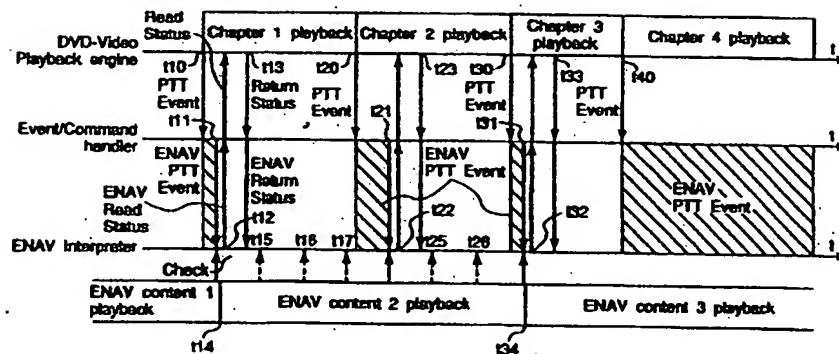 Read
Status
Chapter 1 playback
Chapter 2 playback
Chapter 3
playback
Chapter 4 playback
DVD-Video
Playback engine
t
t10
t13
t20
t23
t30
t33
t40
PTT
Event
Return
Status
PTT
Event
PTT
Event
PTT
Event
t11
t21
t31
Event/Command
handler
t
ENAV
PTT
Event
ENAV
Return
Status
ENAV
PTT Event
ENAV
PTT Event
ENAV
Read Status
t12
t22
t32
ENAV Interpreter
t
t15
t16
t17
t25
t26
Check
ENAV content 1
playback
ENAV content 2 playback
ENAV content 3 playback
t14
t34